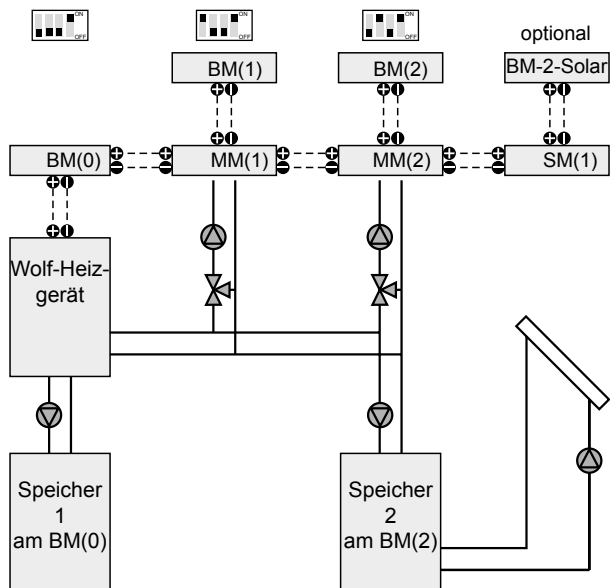 ON
OFF
ON
OFF
ON
OFF
optional
BM(1)
BM(2)
BM-2-Solar
BM(0)
MM(1)
MM(2)
SM(1)
Wolf-Heiz-
gerät
Speicher
1
am BM(0)
Speicher
2
am BM(2)